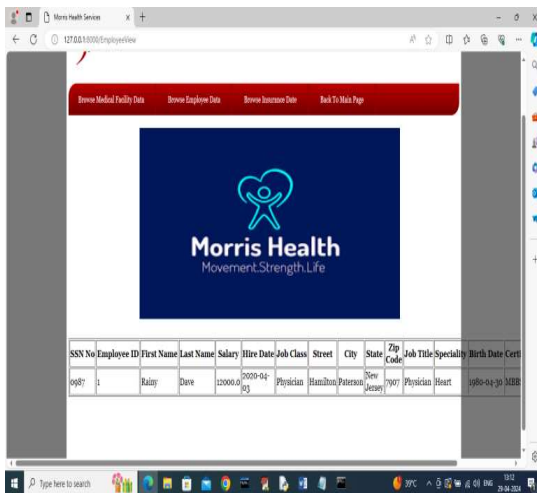 Morris Health Services
127.0.0.1:8000/EmployeeView
Browse Medical Facility Data Browse Employee Data Browse Insurance Date Back To Main Page
Morris Health
Movement.Strength.Life
SSN No Employee ID First Name Last Name Salary Hire Date Job Class Street City State Zip Code Job Title Speciality Birth Date Certi
0987 1 Rainy Dave 12000.0 2020-04-03 Physician Hamilton Paterson New Jersey 7907 Physician Heart 1980-04-30 MBB
Type here to search 39°C ENG 13:12
29-04-2024